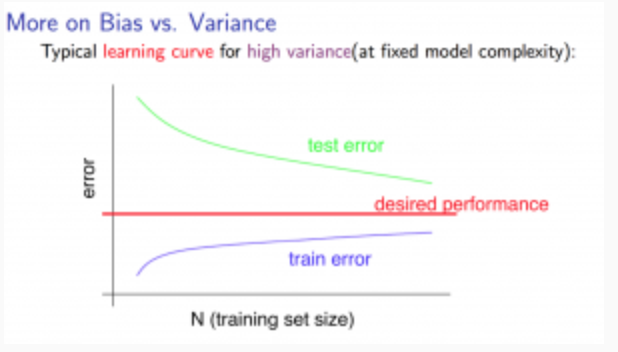 More on Bias vs. Variance
Typical learning curve for high variance(at fixed model complexity):
test error
error
desired performance
train error
N (training set size)